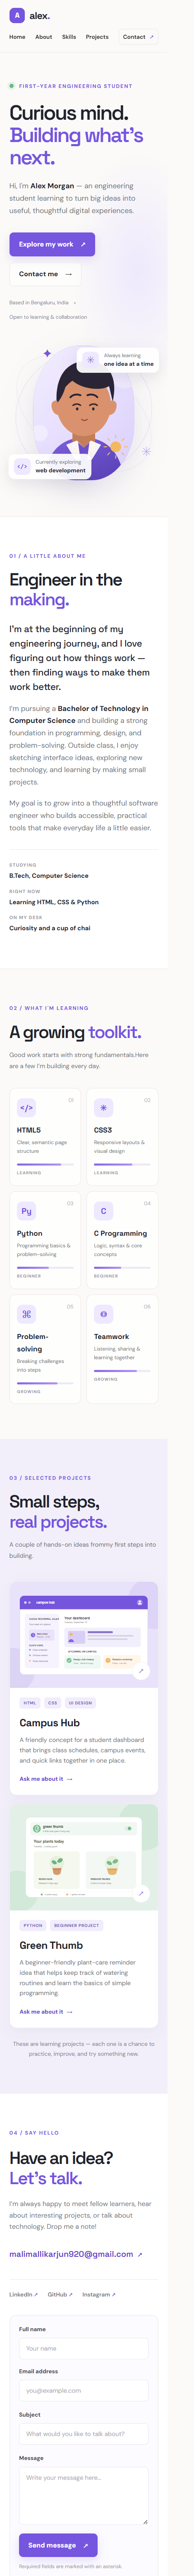 A alex.
Home About Skills Projects Contact ↗
FIRST-YEAR ENGINEERING STUDENT
Curious mind.
Building what's
next.
Hi, I'm Alex Morgan — an engineering
student learning to turn big ideas into
useful, thoughtful digital experiences.
Explore my work ↗
Contact me →
Based in Bengaluru, India •
Open to learning & collaboration
Always learning
one idea at a time
Currently exploring
</> web development
01 / A LITTLE ABOUT ME
Engineer in the
making.
I'm at the beginning of my
engineering journey, and I love
figuring out how things work —
then finding ways to make them
work better.
I'm pursuing a Bachelor of Technology in
Computer Science and building a strong
foundation in programming, design, and
problem-solving. Outside class, I enjoy
sketching interface ideas, exploring new
technology, and learning by making small
projects.
My goal is to grow into a thoughtful software
engineer who builds accessible, practical
tools that make everyday life a little easier.
STUDYING
B.Tech, Computer Science
RIGHT NOW
Learning HTML, CSS & Python
ON MY DESK
Curiosity and a cup of chai
02 / WHAT I'M LEARNING
A growing toolkit.
Good work starts with strong fundamentals.Here
are a few I'm building every day.
</> 01
HTML5
Clear, semantic page
structure
LEARNING
02
CSS3
Responsive layouts &
visual design
LEARNING
Py 03
Python
Programming basics &
problem-solving
BEGINNER
C 04
C Programming
Logic, syntax & core
concepts
BEGINNER
⌘ 05
Problem-
solving
Breaking challenges
into steps
GROWING
06
Teamwork
Listening, sharing &
learning together
GROWING
03 / SELECTED PROJECTS
Small steps,
real projects.
A couple of hands-on ideas frommy first steps into
building.
campus hub
Your dashboard
↗
HTML CSS UI DESIGN
Campus Hub
A friendly concept for a student dashboard
that brings class schedules, campus events,
and quick links together in one place.
Ask me about it →
green thumb
Your plants today
↗
PYTHON BEGINNER PROJECT
Green Thumb
A beginner-friendly plant-care reminder
idea that helps keep track of watering
routines and learn the basics of simple
programming.
Ask me about it →
These are learning projects — each one is a chance to
practice, improve, and try something new.
04 / SAY HELLO
Have an idea?
Let's talk.
I'm always happy to meet fellow learners, hear
about interesting projects, or talk about
technology. Drop me a note!
malimallikarjun920@gmail.com ↗
LinkedIn ↗ GitHub ↗ Instagram ↗
Full name
Your name
Email address
you@example.com
Subject
What would you like to talk about?
Message
Write your message here...
Send message ↗
Required fields are marked with an asterisk.